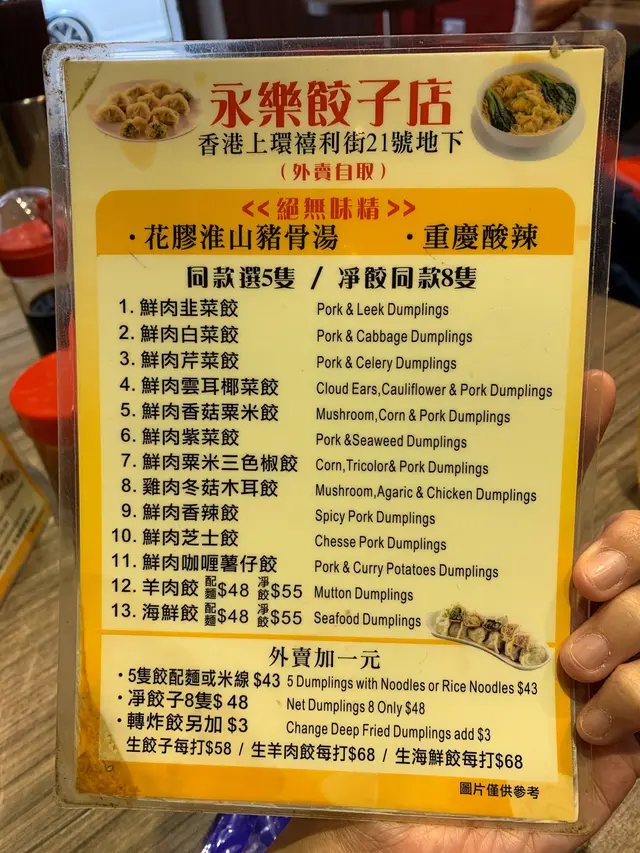 永樂餃子店
香港上環禧利街21號地下
（外賣自取）
<<絕無味精>>
·花膠淮山豬骨湯 ·重慶酸辣
同款選5隻 / 凈餃同款8隻
1. 鮮肉韭菜餃 Pork & Leek Dumplings
2. 鮮肉白菜餃 Pork & Cabbage Dumplings
3. 鮮肉芹菜餃 Pork & Celery Dumplings
4. 鮮肉雲耳椰菜餃 Cloud Ears,Cauliflower & Pork Dumplings
5. 鮮肉香菇粟米餃 Mushroom,Corn & Pork Dumplings
6. 鮮肉紫菜餃 Pork &Seaweed Dumplings
7. 鮮肉粟米三色椒餃 Corn,Tricolor& Pork Dumplings
8. 雞肉冬菇木耳餃 Mushroom,Agaric & Chicken Dumplings
9. 鮮肉香辣餃 Spicy Pork Dumplings
10. 鮮肉芝士餃 Chesse Pork Dumplings
11. 鮮肉咖喱薯仔餃 Pork & Curry Potatoes Dumplings
12. 羊肉餃 配麵$48 凈餃$55 Mutton Dumplings
13. 海鮮餃 配麵$48 凈餃$55 Seafood Dumplings
外賣加一元
·5隻餃配麵或米線 $43 5 Dumplings with Noodles or Rice Noodles $43
·凈餃子8隻$ 48 Net Dumplings 8 Only $48
·轉炸餃另加 $3 Change Deep Fried Dumplings add $3
生餃子每打$58 / 生羊肉餃每打$68 / 生海鮮餃每打$68
圖片僅供參考